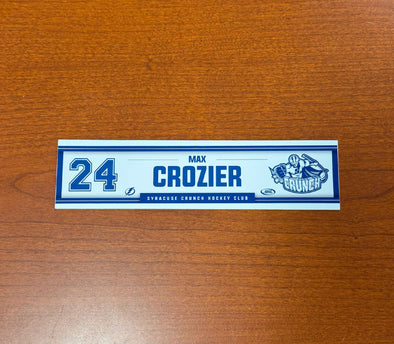 24
MAX
CROZIER
CRUNCH
SYRACUSE CRUNCH HOCKEY CLUB